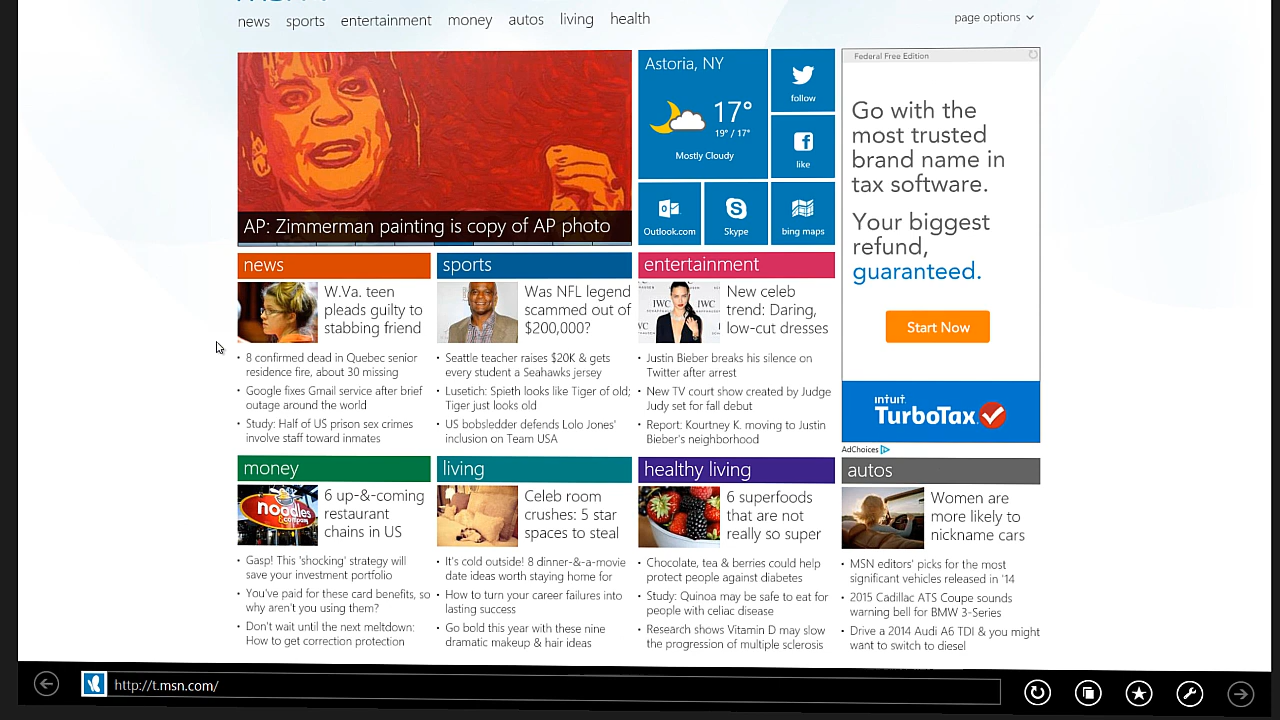 news sports entertainment money autos living health
page options
AP: Zimmerman painting is copy of AP photo
Astoria, NY
17°
19° / 17°
Mostly Cloudy
follow
like
Outlook.com
Skype
bing maps
Federal Free Edition
Go with the
most trusted
brand name in
tax software.
Your biggest
refund,
guaranteed.
Start Now
intuit
TurboTax
AdChoices
news
W.Va. teen
pleads guilty to
stabbing friend
8 confirmed dead in Quebec senior
residence fire, about 30 missing
Google fixes Gmail service after brief
outage around the world
Study: Half of US prison sex crimes
involve staff toward inmates
sports
Was NFL legend
scammed out of
$200,000?
Seattle teacher raises $20K & gets
every student a Seahawks jersey
Lusetich: Spieth looks like Tiger of old;
Tiger just looks old
US bobsledder defends Lolo Jones'
inclusion on Team USA
entertainment
IWC
IWC
New celeb
trend: Daring,
low-cut dresses
Justin Bieber breaks his silence on
Twitter after arrest
New TV court show created by Judge
Judy set for fall debut
Report: Kourtney K. moving to Justin
Bieber's neighborhood
money
noodles
& company
6 up-&-coming
restaurant
chains in US
Gasp! This 'shocking' strategy will
save your investment portfolio
You've paid for these card benefits, so
why aren't you using them?
Don't wait until the next meltdown:
How to get correction protection
living
Celeb room
crushes: 5 star
spaces to steal
It's cold outside! 8 dinner-&-a-movie
date ideas worth staying home for
How to turn your career failures into
lasting success
Go bold this year with these nine
dramatic makeup & hair ideas
healthy living
6 superfoods
that are not
really so super
Chocolate, tea & berries could help
protect people against diabetes
Study: Quinoa may be safe to eat for
people with celiac disease
Research shows Vitamin D may slow
the progression of multiple sclerosis
autos
Women are
more likely to
nickname cars
MSN editors' picks for the most
significant vehicles released in '14
2015 Cadillac ATS Coupe sounds
warning bell for BMW 3-Series
Drive a 2014 Audi A6 TDI & you might
want to switch to diesel
http://t.msn.com/